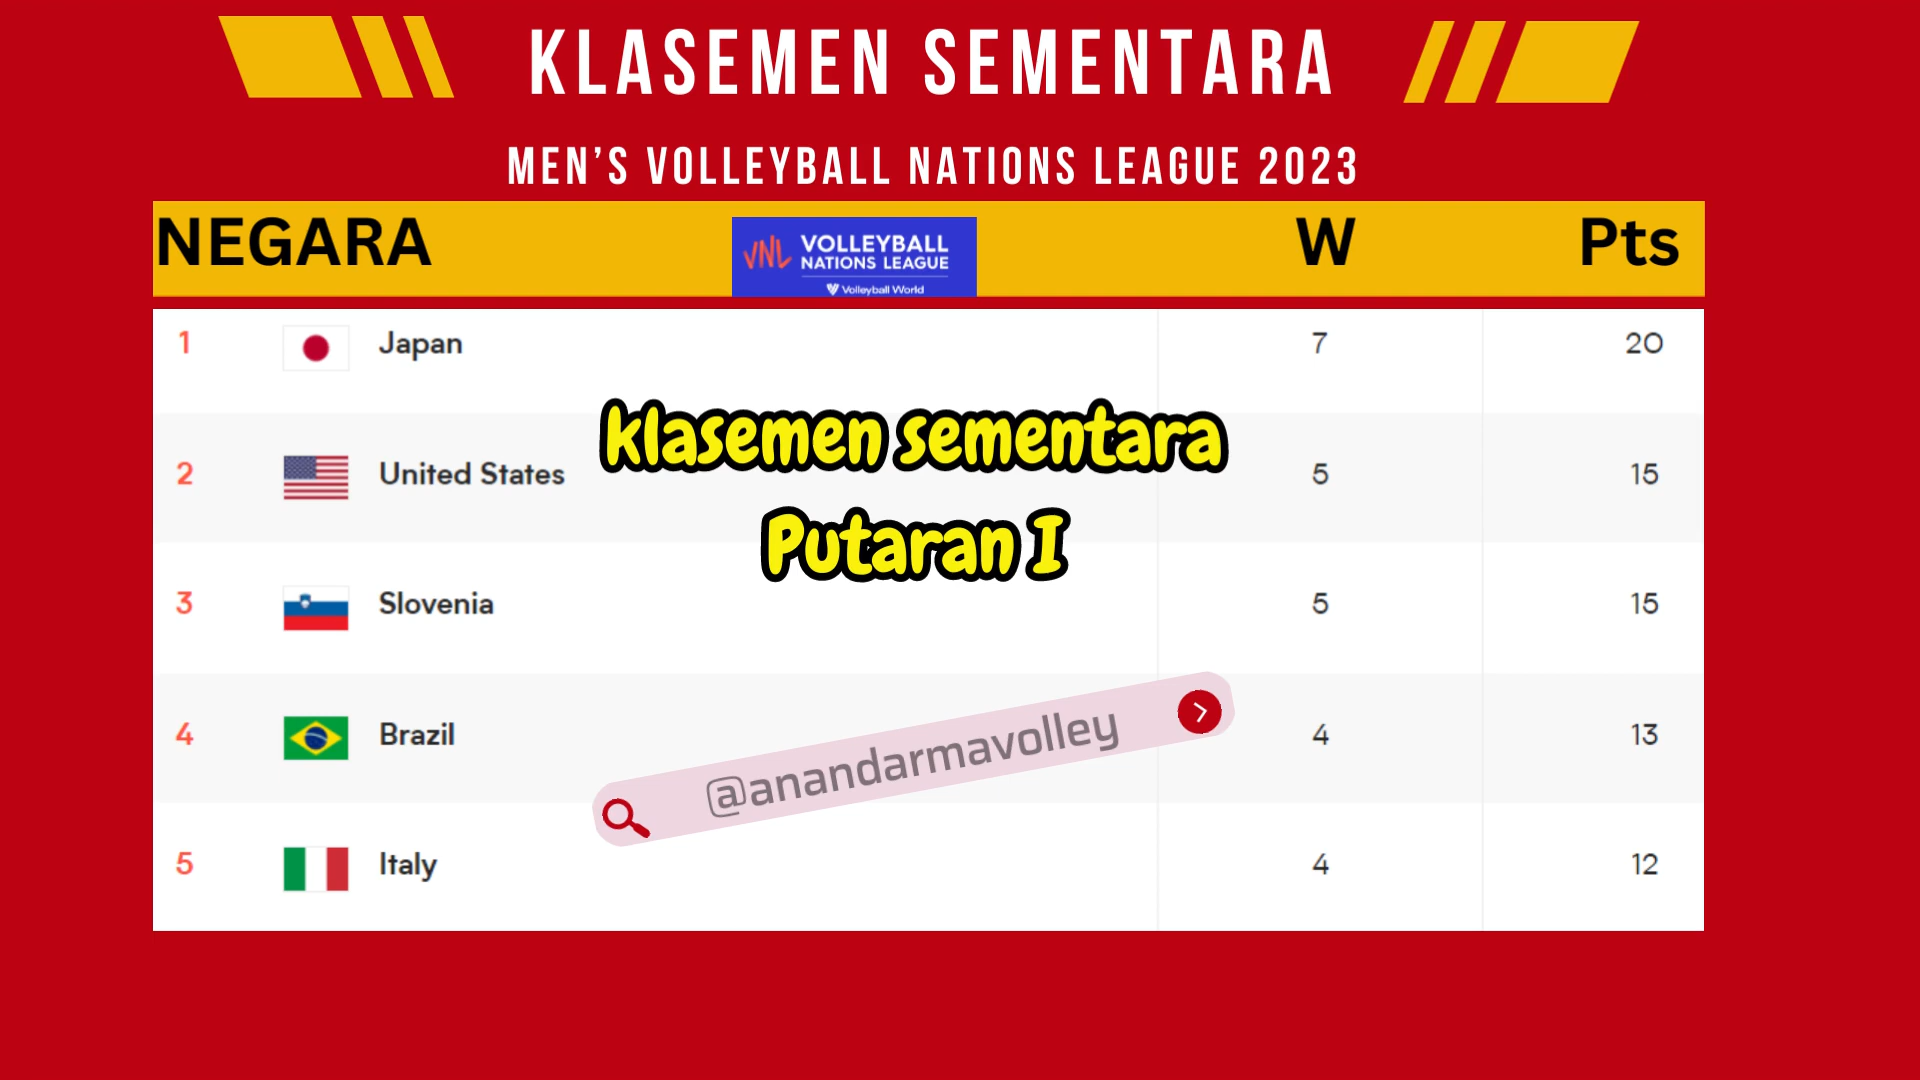 KLASEMEN SEMENTARA
MEN'S VOLLEYBALL NATIONS LEAGUE 2023
NEGARA W Pts
VNL VOLLEYBALL
NATIONS LEAGUE
Volleyball World
1 Japan 7 20
klasemen sementara
2 United States 5 15
Putaran I
3 Slovenia 5 15
4 Brazil 4 13
@anandarmavolley
5 Italy 4 12